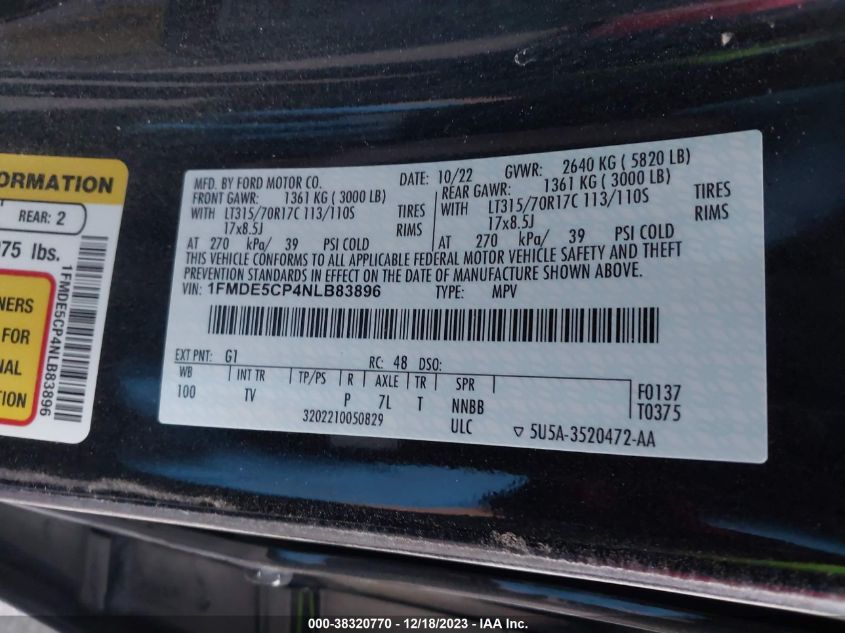 ORMATION
REAR: 2
975 lbs.
NERS
FOR
NAL
TION
1FMDE5CP4NLB83896
MFD. BY FORD MOTOR CO.
DATE: 10/22 GVWR: 2640 KG ( 5820 LB)
FRONT GAWR: 1361 KG ( 3000 LB)
REAR GAWR: 1361 KG ( 3000 LB)
WITH LT315/70R17C 113/110S TIRES
WITH LT315/70R17C 113/110S TIRES
17x8.5J RIMS
17x8.5J RIMS
AT 270 kPa/ 39 PSI COLD
AT 270 kPa/ 39 PSI COLD
THIS VEHICLE CONFORMS TO ALL APPLICABLE FEDERAL MOTOR VEHICLE SAFETY AND THEFT
PREVENTION STANDARDS IN EFFECT ON THE DATE OF MANUFACTURE SHOWN ABOVE.
VIN: 1FMDE5CP4NLB83896 TYPE: MPV
EXT PNT: G1 RC: 48 DSO:
WB INT TR TP/PS R AXLE TR SPR
100 TV P 7L T NNBB
F0137
T0375
3202210050829 ULC ▽ 5U5A-3520472-AA
000-38320770 - 12/18/2023 - IAA Inc.